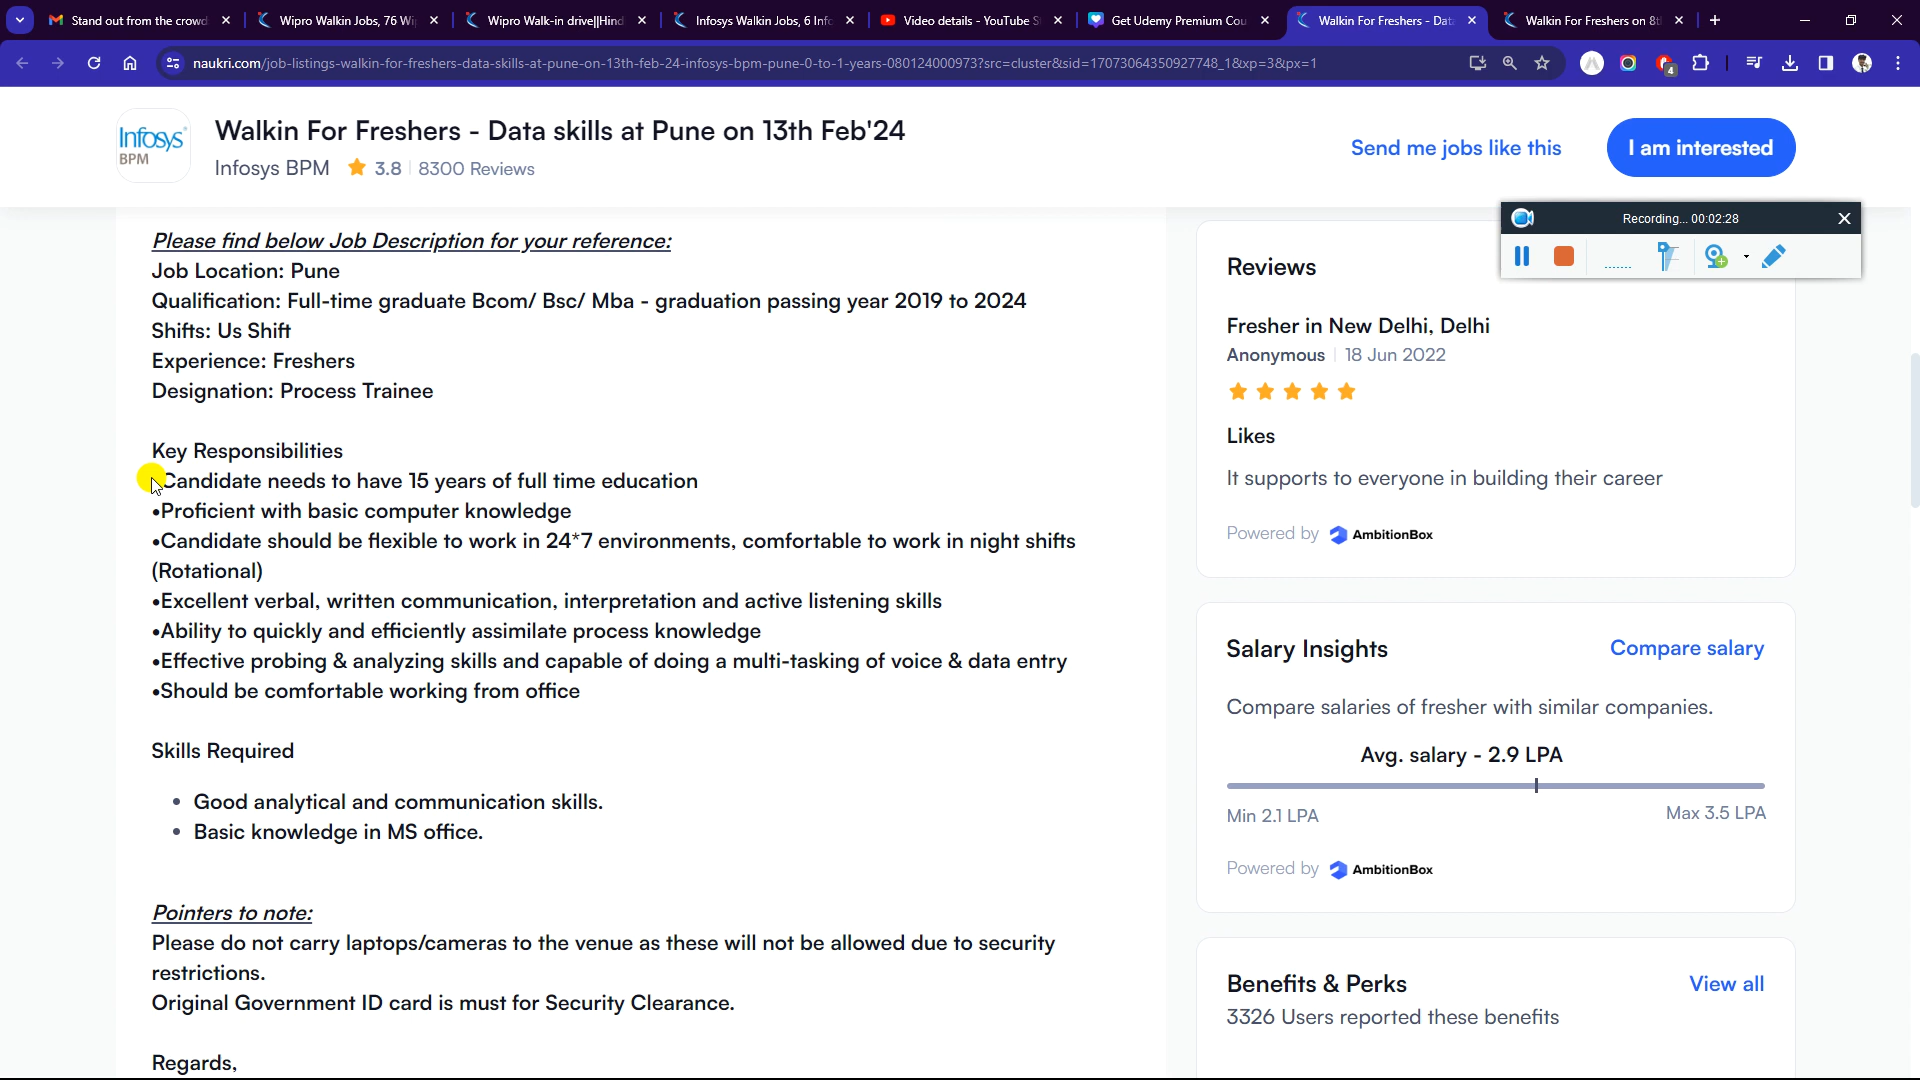 Stand out from the crowd
Wipro Walkin Jobs, 76 Wi
Wipro Walk-in drive||Hind
Infosys Walkin Jobs, 6 Inf
Video details - YouTube S
Get Udemy Premium Cou
Walkin For Freshers - Dat
Walkin For Freshers on 8t
naukri.com/job-listings-walkin-for-freshers-data-skills-at-pune-on-13th-feb-24-infosys-bpm-pune-0-to-1-years-080124000973?src=cluster&sid=17073064350927748_1&xp=3&px=1
4
Infosys
BPM
Walkin For Freshers - Data skills at Pune on 13th Feb'24
Infosys BPM 3.8 8300 Reviews
Send me jobs like this
I am interested
Recording... 00:02:28
Please find below Job Description for your reference:
Job Location: Pune
Qualification: Full-time graduate Bcom/ Bsc/ Mba - graduation passing year 2019 to 2024
Shifts: Us Shift
Experience: Freshers
Designation: Process Trainee
Key Responsibilities
Candidate needs to have 15 years of full time education
•Proficient with basic computer knowledge
•Candidate should be flexible to work in 24*7 environments, comfortable to work in night shifts
(Rotational)
•Excellent verbal, written communication, interpretation and active listening skills
•Ability to quickly and efficiently assimilate process knowledge
•Effective probing & analyzing skills and capable of doing a multi-tasking of voice & data entry
•Should be comfortable working from office
Skills Required
• Good analytical and communication skills.
• Basic knowledge in MS office.
Pointers to note:
Please do not carry laptops/cameras to the venue as these will not be allowed due to security
restrictions.
Original Government ID card is must for Security Clearance.
Regards,
Reviews
Fresher in New Delhi, Delhi
Anonymous 18 Jun 2022
Likes
It supports to everyone in building their career
Powered by AmbitionBox
Salary Insights
Compare salary
Compare salaries of fresher with similar companies.
Avg. salary - 2.9 LPA
Min 2.1 LPA
Max 3.5 LPA
Powered by AmbitionBox
Benefits & Perks
View all
3326 Users reported these benefits